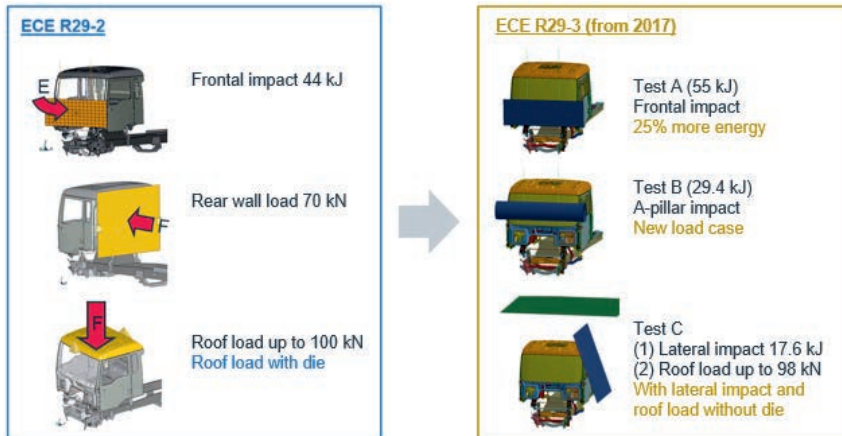 ECE R29-2
E
Frontal impact 44 kJ
Rear wall load 70 kN
F
F
Roof load up to 100 kN
Roof load with die
ECE R29-3 (from 2017)
Test A (55 kJ)
Frontal impact
25% more energy
Test B (29.4 kJ)
A-pillar impact
New load case
Test C
(1) Lateral impact 17.6 kJ
(2) Roof load up to 98 kN
With lateral impact and
roof load without die